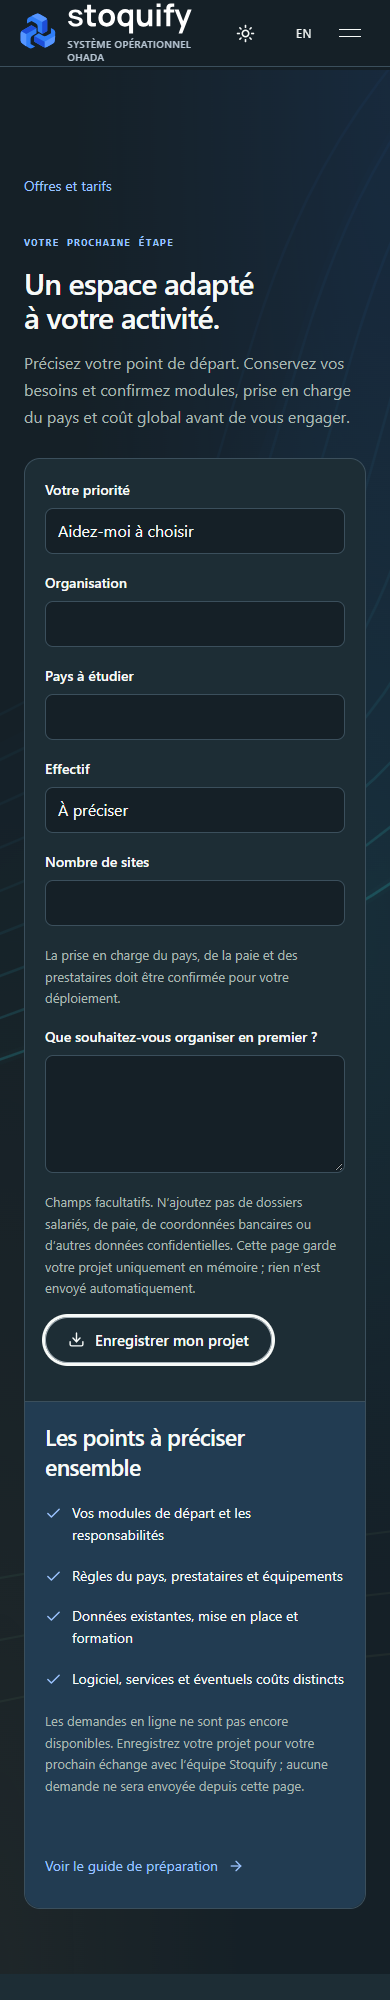 stoquify
SYSTÈME OPÉRATIONNEL
OHADA
EN
Offres et tarifs
VOTRE PROCHAINE ÉTAPE
Un espace adapté
à votre activité.
Précisez votre point de départ. Conservez vos
besoins et confirmez modules, prise en charge
du pays et coût global avant de vous engager.
Votre priorité
Aidez-moi à choisir
Organisation
Pays à étudier
Effectif
À préciser
Nombre de sites
La prise en charge du pays, de la paie et des
prestataires doit être confirmée pour votre
déploiement.
Que souhaitez-vous organiser en premier ?
Champs facultatifs. N’ajoutez pas de dossiers
salariés, de paie, de coordonnées bancaires ou
d’autres données confidentielles. Cette page garde
votre projet uniquement en mémoire ; rien n’est
envoyé automatiquement.
Enregistrer mon projet
Les points à préciser
ensemble
Vos modules de départ et les
responsabilités
Règles du pays, prestataires et équipements
Données existantes, mise en place et
formation
Logiciel, services et éventuels coûts distincts
Les demandes en ligne ne sont pas encore
disponibles. Enregistrez votre projet pour votre
prochain échange avec l’équipe Stoquify ; aucune
demande ne sera envoyée depuis cette page.
Voir le guide de préparation